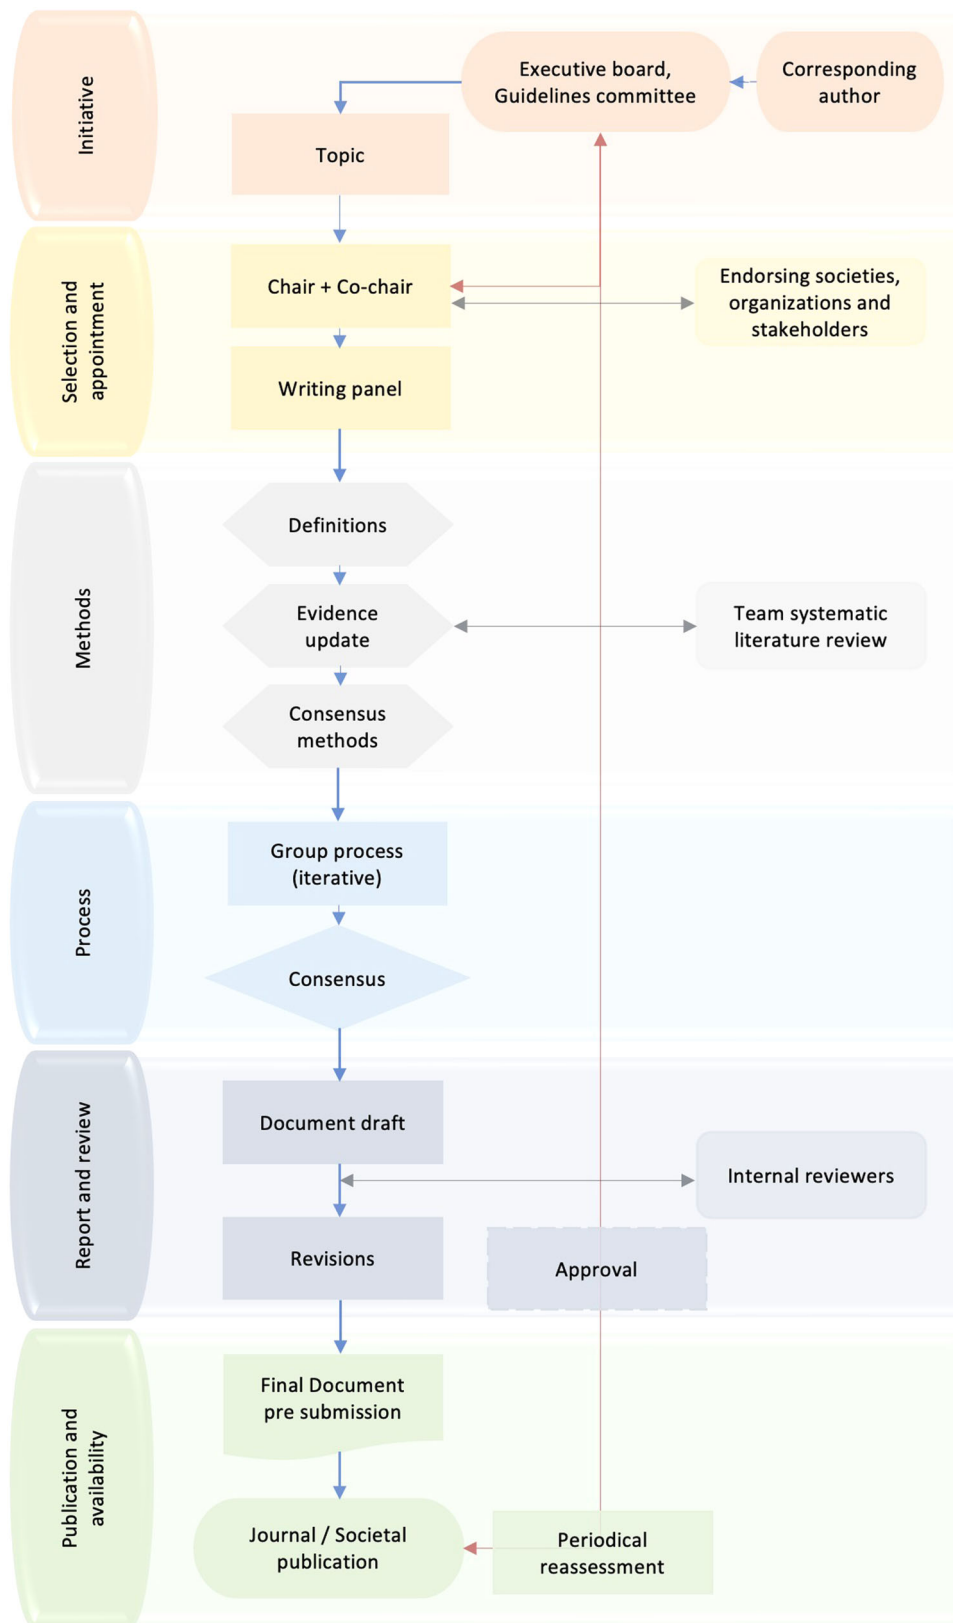 Initiative
Executive board,
Guidelines committee
Corresponding
author
Topic
Selection and
appointment
Chair + Co-chair
Endorsing societies,
organizations and
stakeholders
Writing panel
Methods
Definitions
Evidence
update
Team systematic
literature review
Consensus
methods
Process
Group process
(iterative)
Consensus
Report and review
Document draft
Internal reviewers
Revisions
Approval
Publication and
availability
Final Document
pre submission
Journal / Societal
publication
Periodical
reassessment